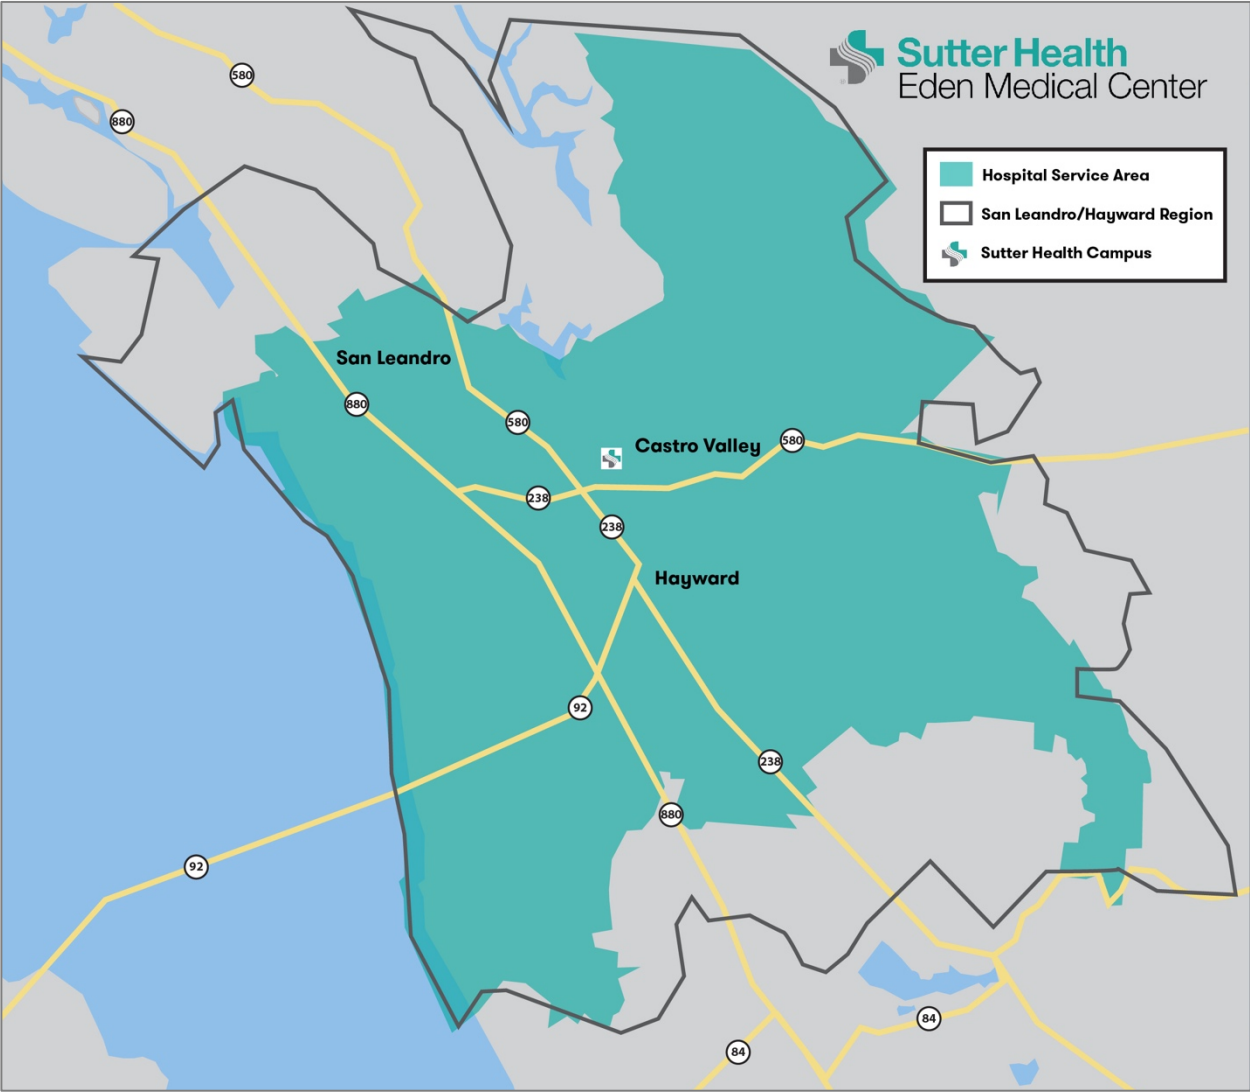 Sutter Health
Eden Medical Center
Hospital Service Area
San Leandro/Hayward Region
Sutter Health Campus
580
880
San Leandro
880
580
Castro Valley
580
238
238
Hayward
92
238
880
92
84
84